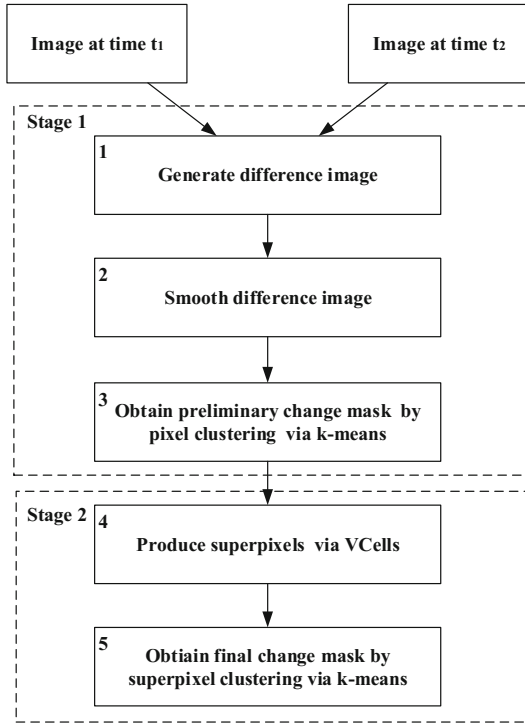 Image at time t1
Image at time t2
Stage 1
1
Generate difference image
2
Smooth difference image
3
Obtain preliminary change mask by
pixel clustering via k-means
Stage 2
4
Produce superpixels via VCells
5
Obtiain final change mask by
superpixel clustering via k-means